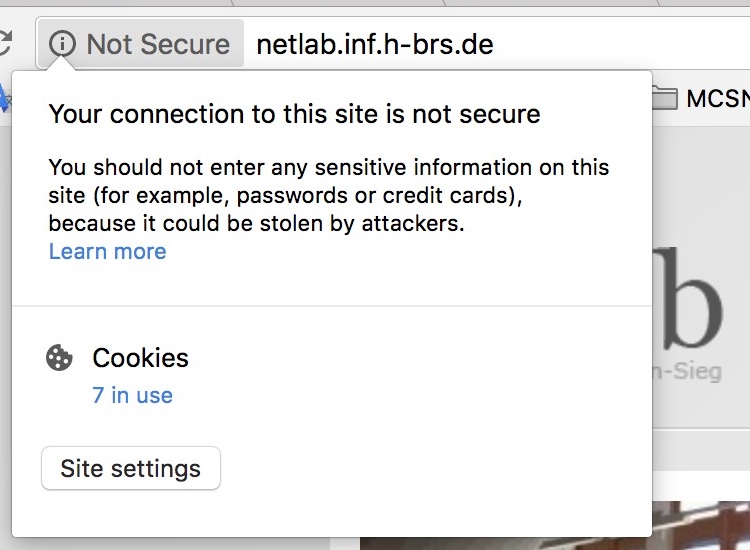 Not Secure netlab.inf.h-brs.de
Your connection to this site is not secure
MCSN
You should not enter any sensitive information on this
site (for example, passwords or credit cards),
because it could be stolen by attackers.
Learn more
b
n-Sieg
Cookies
7 in use
Site settings